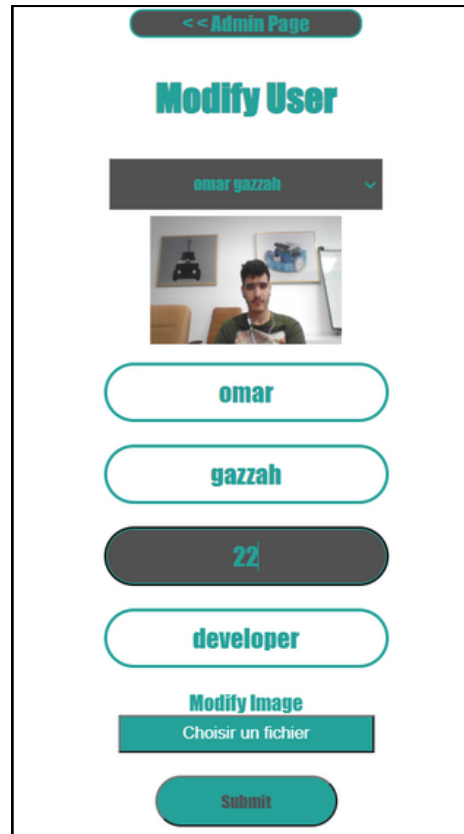 << Admin Page
Modify User
omar gazzah
omar
gazzah
22
developer
Modify Image
Choisir un fichier
Submit